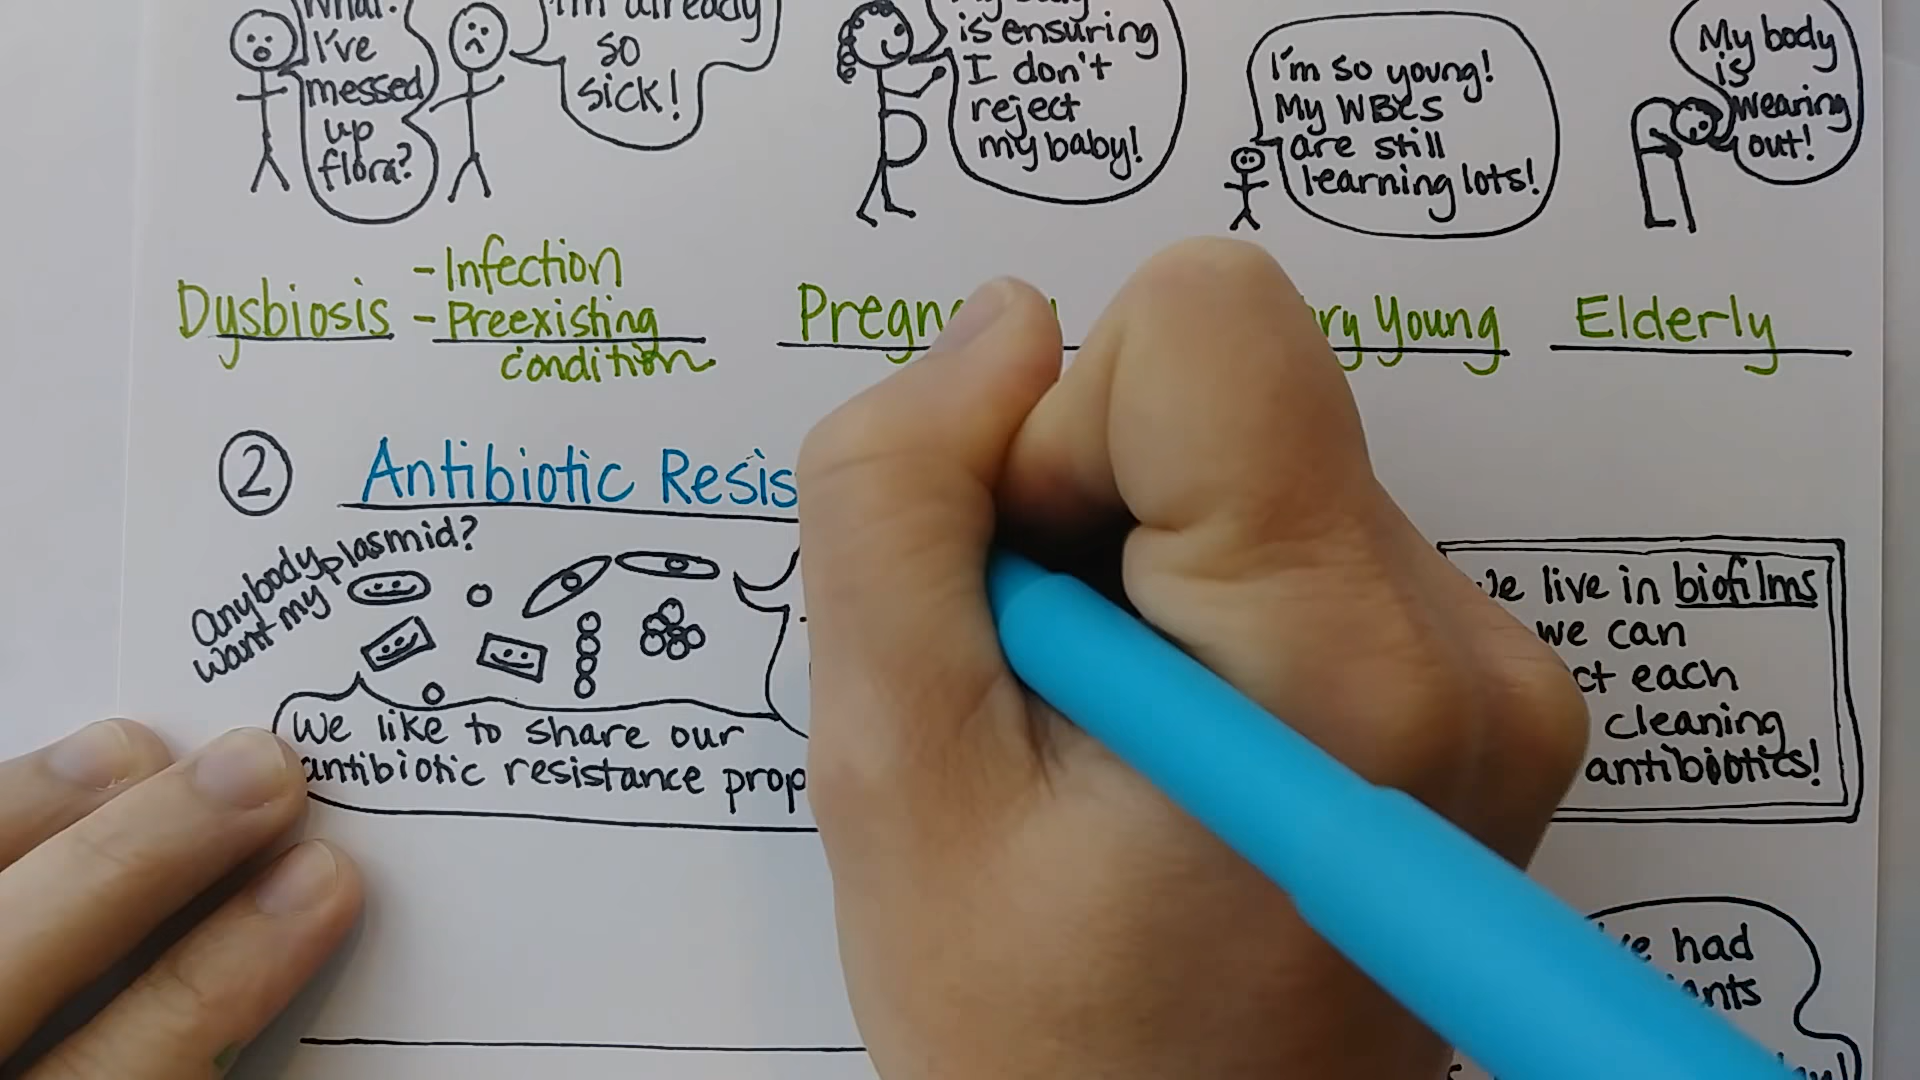 What?
I've
messed
up
flora?
I'm already
so
sick!
is ensuring
I don't
reject
my baby!
I'm so young!
My WBCS
are still
learning lots!
My body
is
wearing
out!
Dysbiosis
- Infection
- Preexisting
condition
Young
Elderly
2 Antibiotic
Anybody
want my plasmid?
We like to share our
antibiotic resistance
live in biofilms
we can
each
cleaning
antibiotics!
had